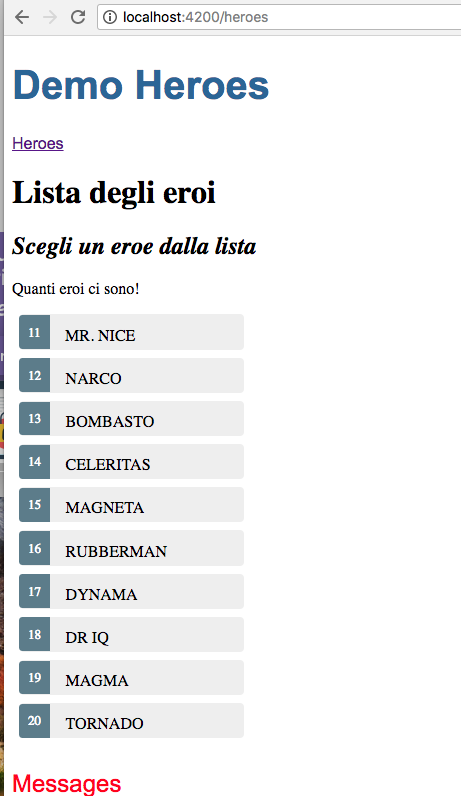 localhost:4200/heroes
Demo Heroes
Heroes
Lista degli eroi
Scegli un eroe dalla lista
Quanti eroi ci sono!
11 MR. NICE
12 NARCO
13 BOMBASTO
14 CELERITAS
15 MAGNETA
16 RUBBERMAN
17 DYNAMA
18 DR IQ
19 MAGMA
20 TORNADO
Messages